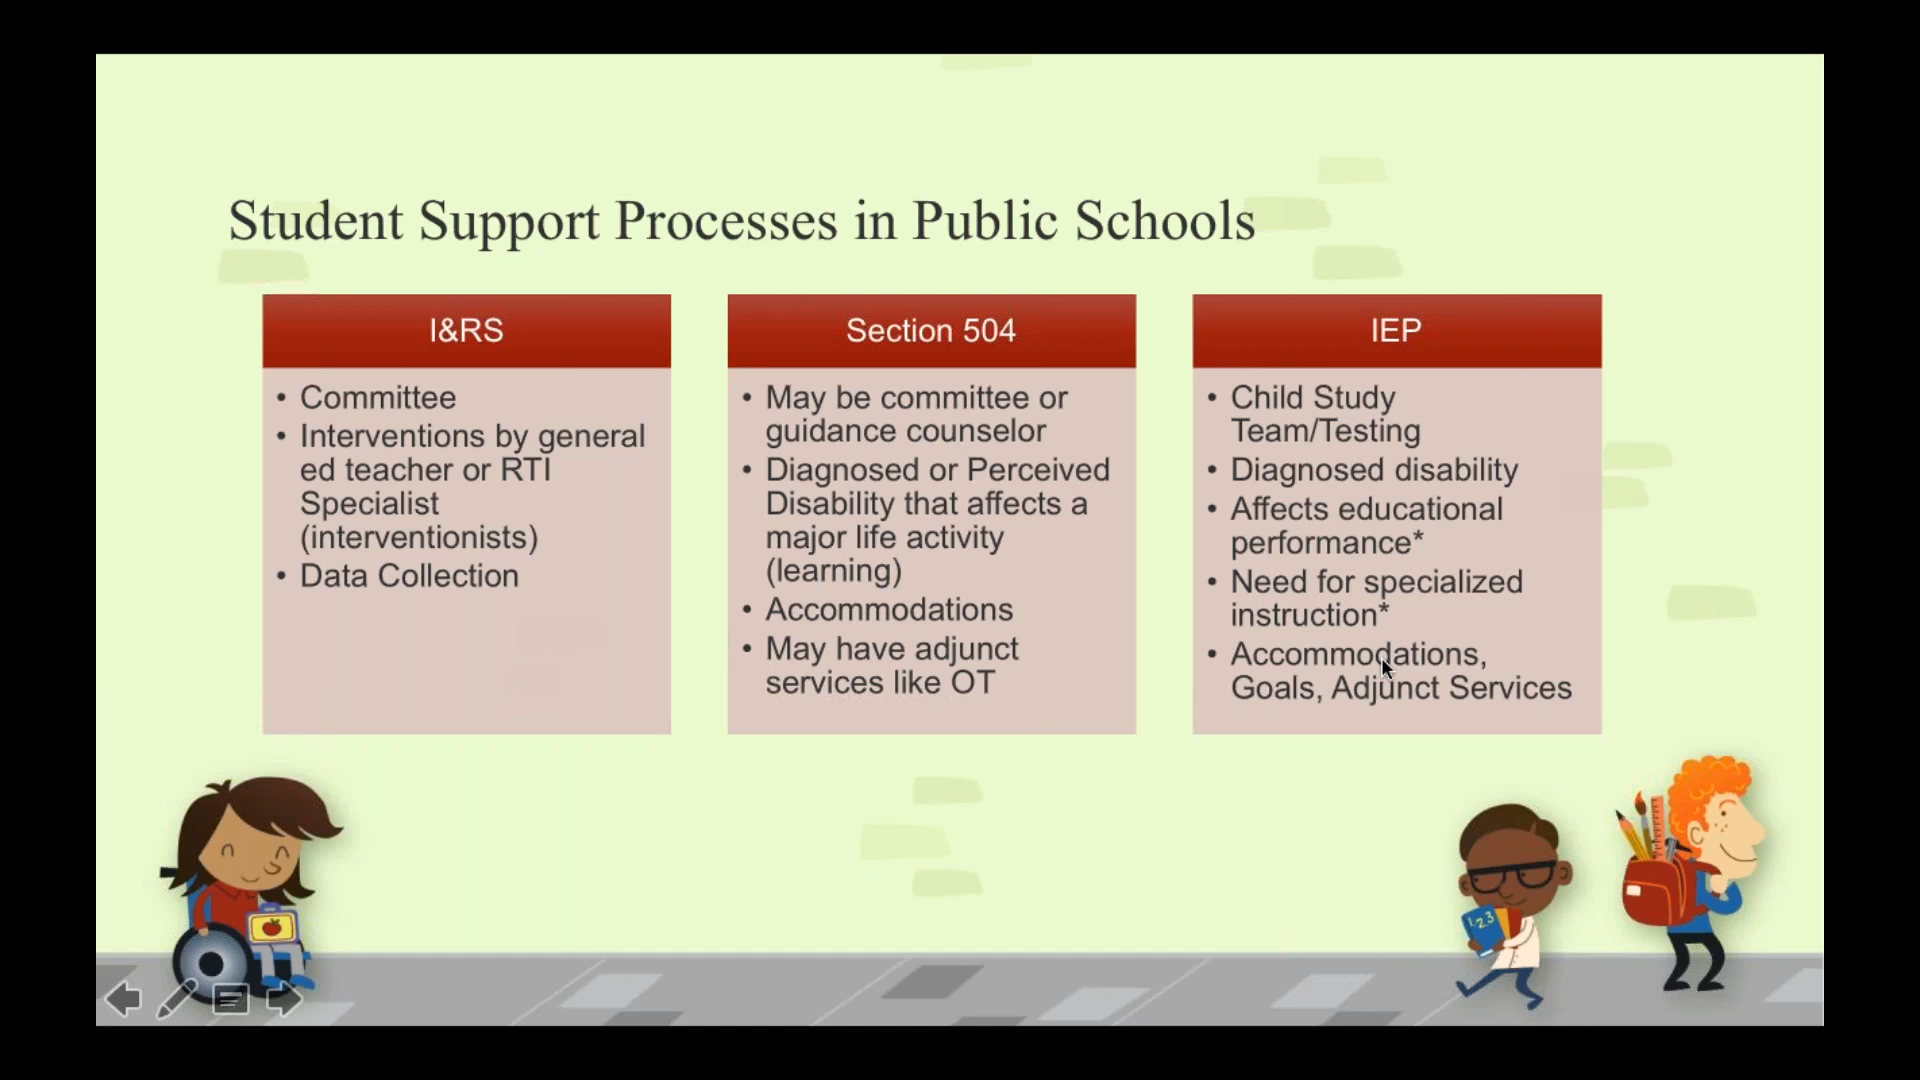 Student Support Processes in Public Schools
I&RS
• Committee
• Interventions by general
ed teacher or RTI
Specialist
(interventionists)
• Data Collection
Section 504
• May be committee or
guidance counselor
• Diagnosed or Perceived
Disability that affects a
major life activity
(learning)
• Accommodations
• May have adjunct
services like OT
IEP
• Child Study
Team/Testing
• Diagnosed disability
• Affects educational
performance*
• Need for specialized
instruction*
• Accommodations,
Goals, Adjunct Services
1,2,3